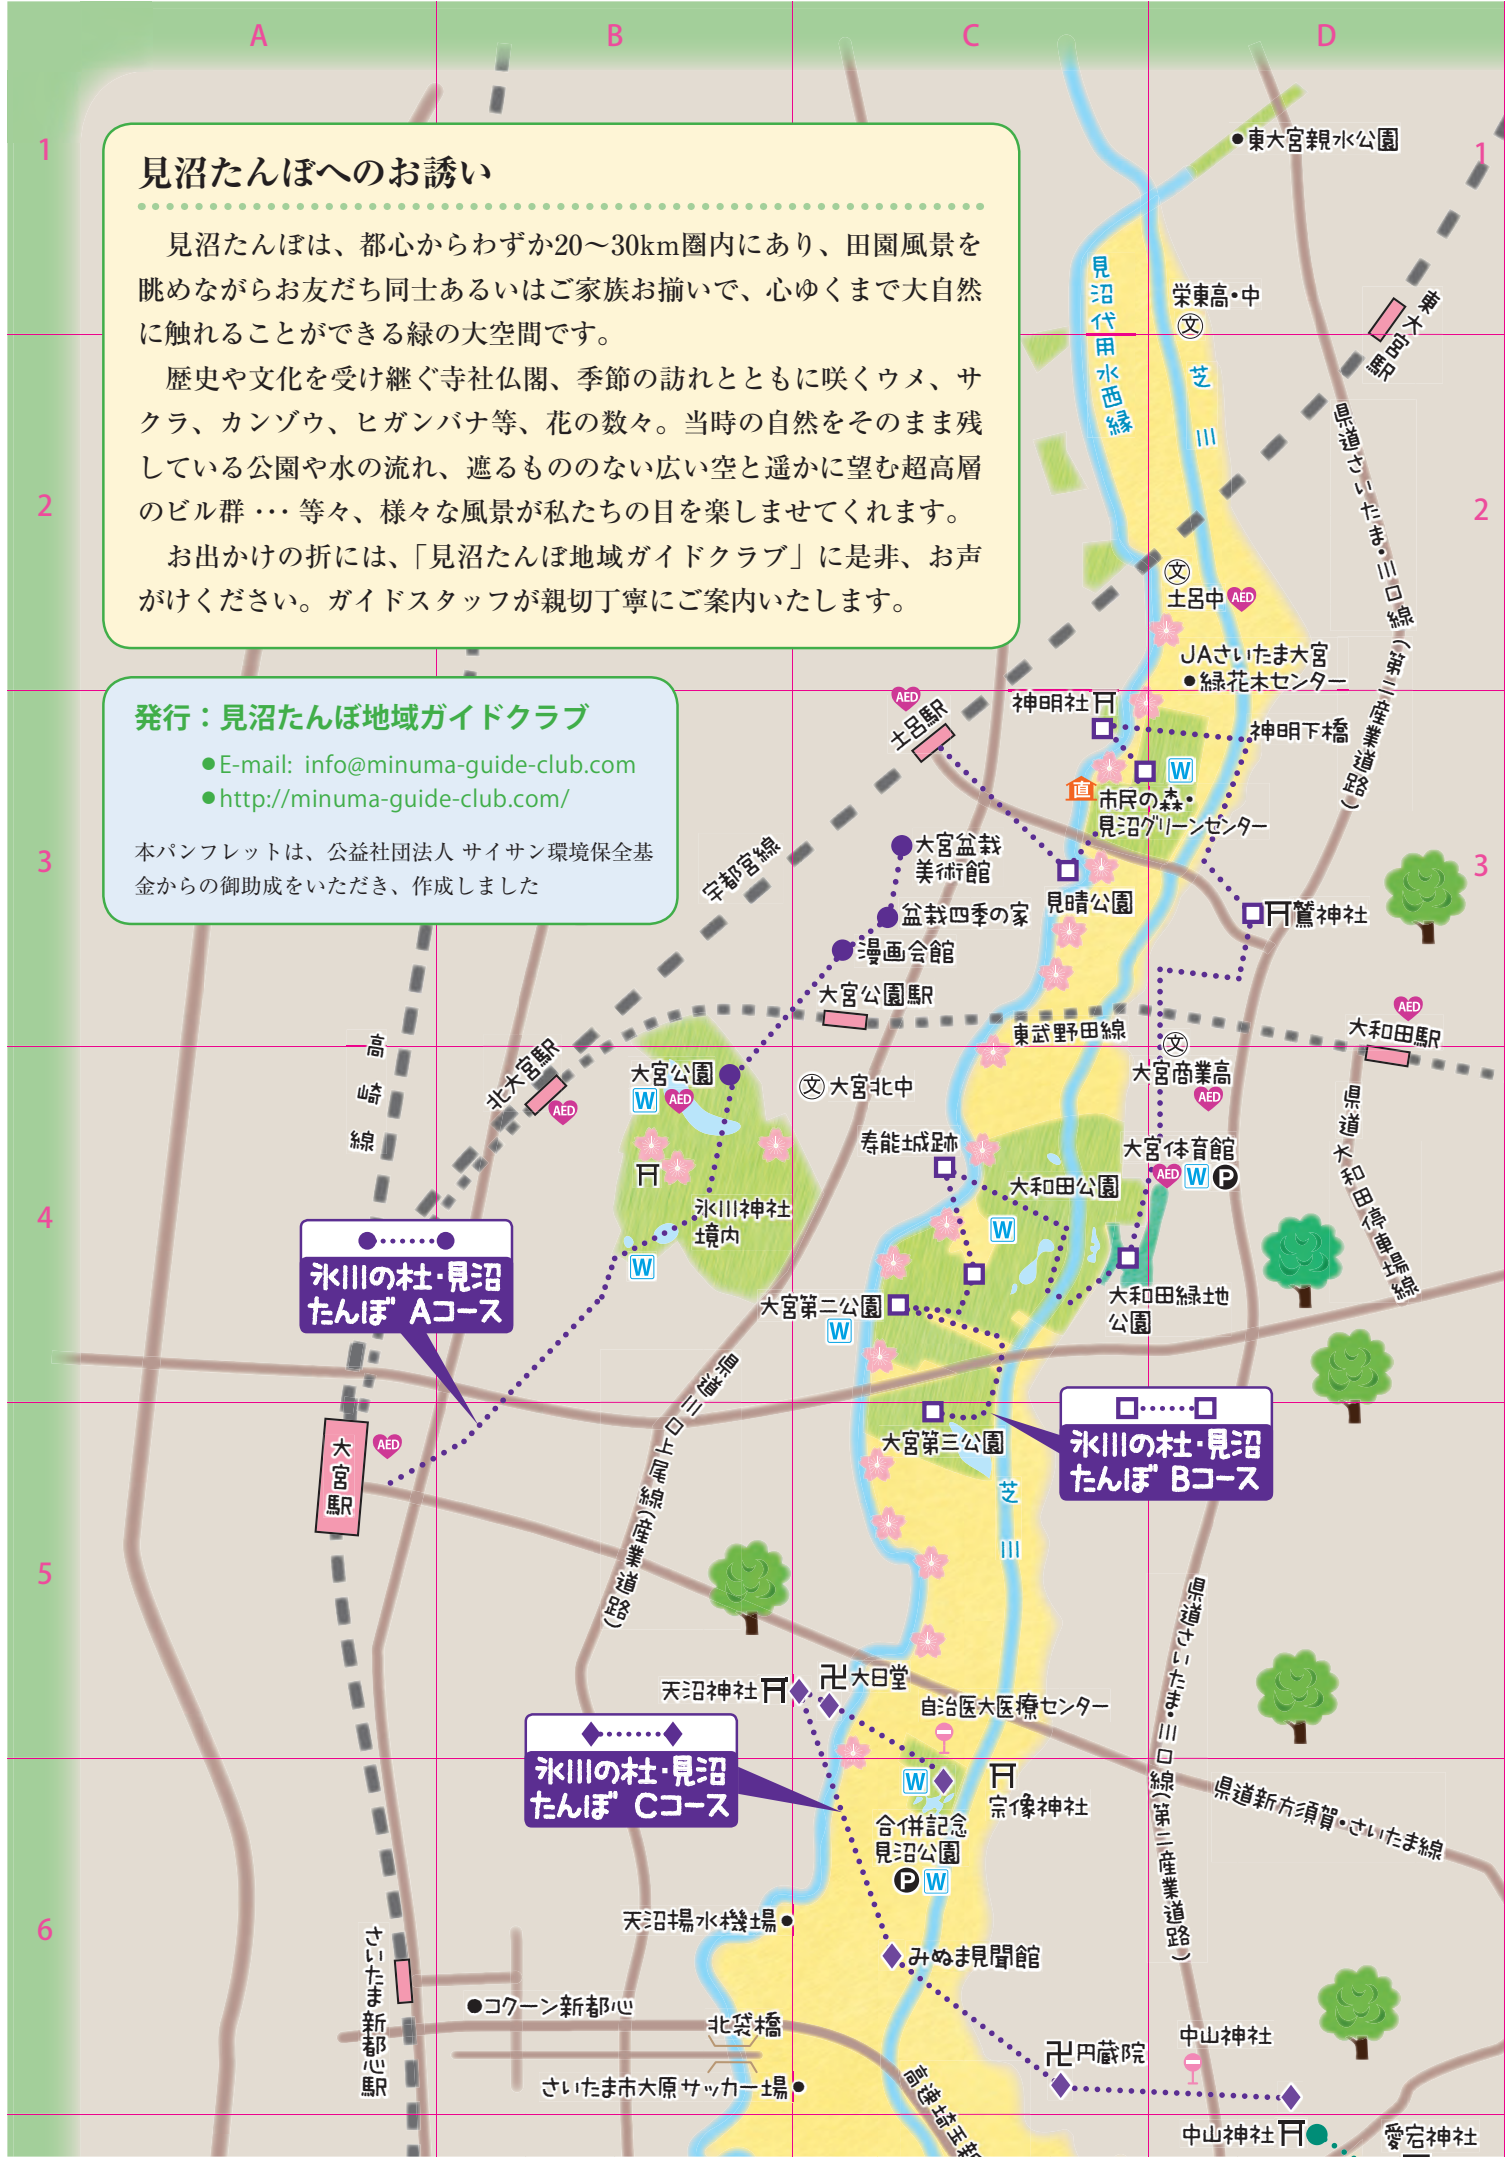 A
B
C
D
1
1
見沼たんぼへのお誘い
見沼たんぼは、都心からわずか20～30km圏内にあり、田園風景を
眺めながらお友だち同士あるいはご家族お揃いで、心ゆくまで大自然
に触れることができる緑の大空間です。
歴史や文化を受け継ぐ寺社仏閣、季節の訪れとともに咲くウメ、サ
クラ、カンゾウ、ヒガンバナ等、花の数々。当時の自然をそのまま残
している公園や水の流れ、遮るもののない広い空と遥かに望む超高層
のビル群 ･･･ 等々、様々な風景が私たちの目を楽しませてくれます。
お出かけの折には、「見沼たんぼ地域ガイドクラブ」に是非、お声
がけください。ガイドスタッフが親切丁寧にご案内いたします。
東大宮親水公園
見沼代用水西縁
栄東高・中
文
芝川
東大宮駅
県道さいたま・川口線（第二産業道路）
2
2
文
土呂中
AED
JAさいたま大宮
●緑花木センター
発行：見沼たんぼ地域ガイドクラブ
●E-mail: info@minuma-guide-club.com
●http://minuma-guide-club.com/
本パンフレットは、公益社団法人 サイサン環境保全基
金からの御助成をいただき、作成しました
AED
土呂駅
神明社
神明下橋
W
直
市民の森・
見沼グリーンセンター
3
3
宇都宮線
大宮盆栽
美術館
盆栽四季の家
漫画会館
見晴公園
鷲神社
大宮公園駅
東武野田線
AED
大和田駅
高崎線
北大宮駅
AED
大宮公園
W
AED
文
大宮北中
文
大宮商業高
AED
県道大和田停車場線
寿能城跡
大和田公園
大宮体育館
AED
W
P
4
4
氷川神社
境内
W
W
氷川の杜・見沼
たんぼ Aコース
大宮第二公園
W
大和田緑地
公園
県道川口上尾線（産業道路）
大宮駅
AED
大宮第三公園
氷川の杜・見沼
たんぼ Bコース
芝川
5
県道さいたま・川口線（第二産業道路）
天沼神社
卍
大日堂
自治医大医療センター
氷川の杜・見沼
たんぼ Cコース
W
宗像神社
合併記念
見沼公園
P
W
県道新方須賀・さいたま線
6
天沼揚水機場
みぬま見聞館
さいたま新都心駅
コクーン新都心
北袋橋
さいたま市大原サッカー場
高速埼玉新
卍円蔵院
中山神社
中山神社
愛宕神社